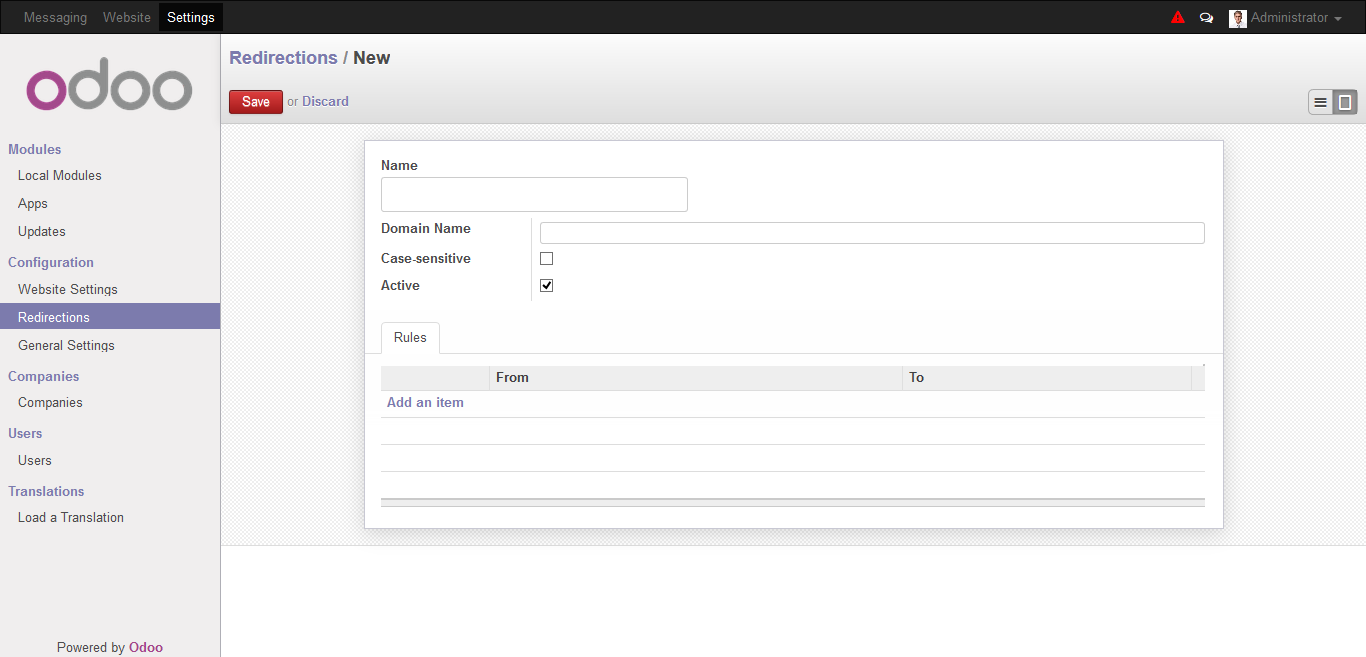 Messaging Website Settings Administrator
odoo
Redirections / New
Save or Discard
Modules
Local Modules
Apps
Updates
Configuration
Website Settings
Redirections
General Settings
Companies
Companies
Users
Users
Translations
Load a Translation
Powered by Odoo
Name
Domain Name
Case-sensitive
Active
Rules
From To
Add an item